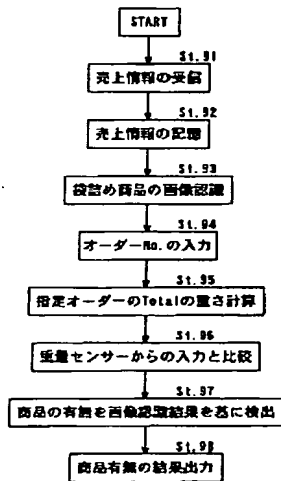 START
St.91
売上情報の受信
St.92
売上情報の記憶
St.93
袋詰め商品の画像認識
St.94
オーダーNo.の入力
St.95
指定オーダーのTotalの重さ計算
St.96
重量センサーからの入力と比較
St.97
商品の有無を画像認識結果を基に検出
St.98
商品有無の結果出力